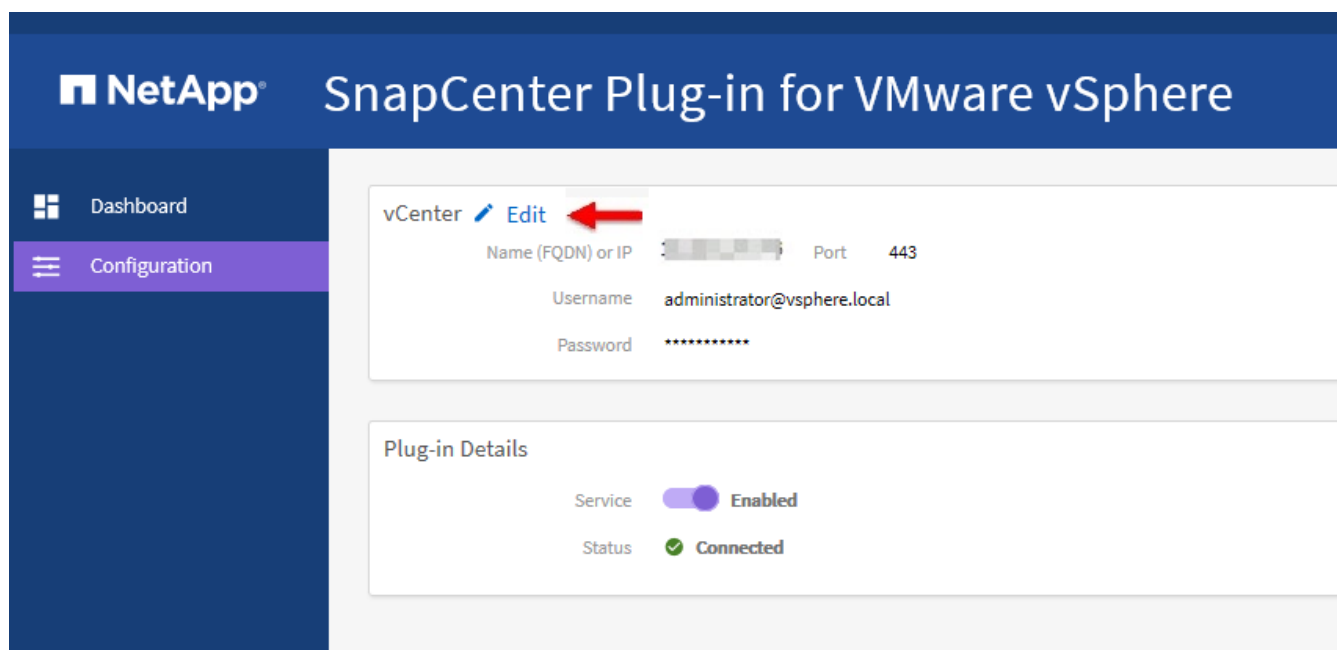 NetApp® SnapCenter Plug-in for VMware vSphere
Dashboard
Configuration
vCenter Edit
Name (FQDN) or IP Port 443
Username administrator@vsphere.local
Password ***********
Plug-in Details
Service Enabled
Status Connected